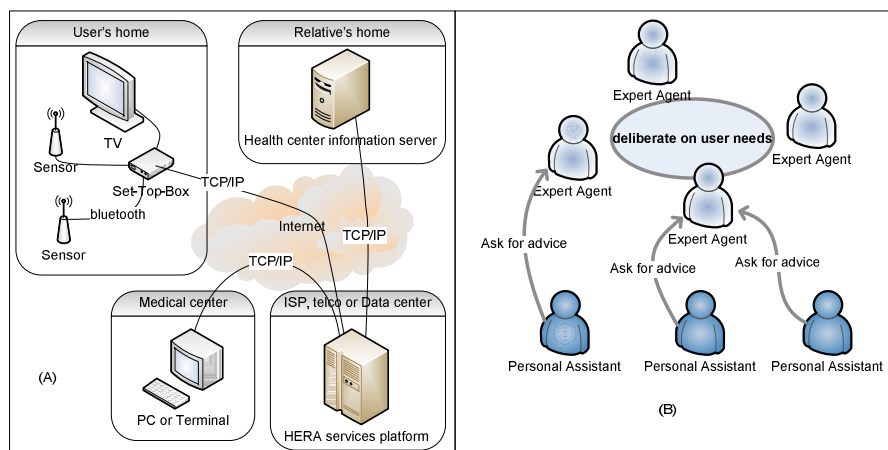 User's home
TV
Sensor
Set-Top-Box
bluetooth
Sensor
Relative's home
Health center information server
TCP/IP
Internet
TCP/IP
TCP/IP
Medical center
PC or Terminal
ISP, telco or Data center
HERA services platform
(A)
Expert Agent
deliberate on user needs
Expert Agent
Expert Agent
Expert Agent
Ask for advice
Ask for advice
Ask for advice
Personal Assistant
Personal Assistant
Personal Assistant
(B)